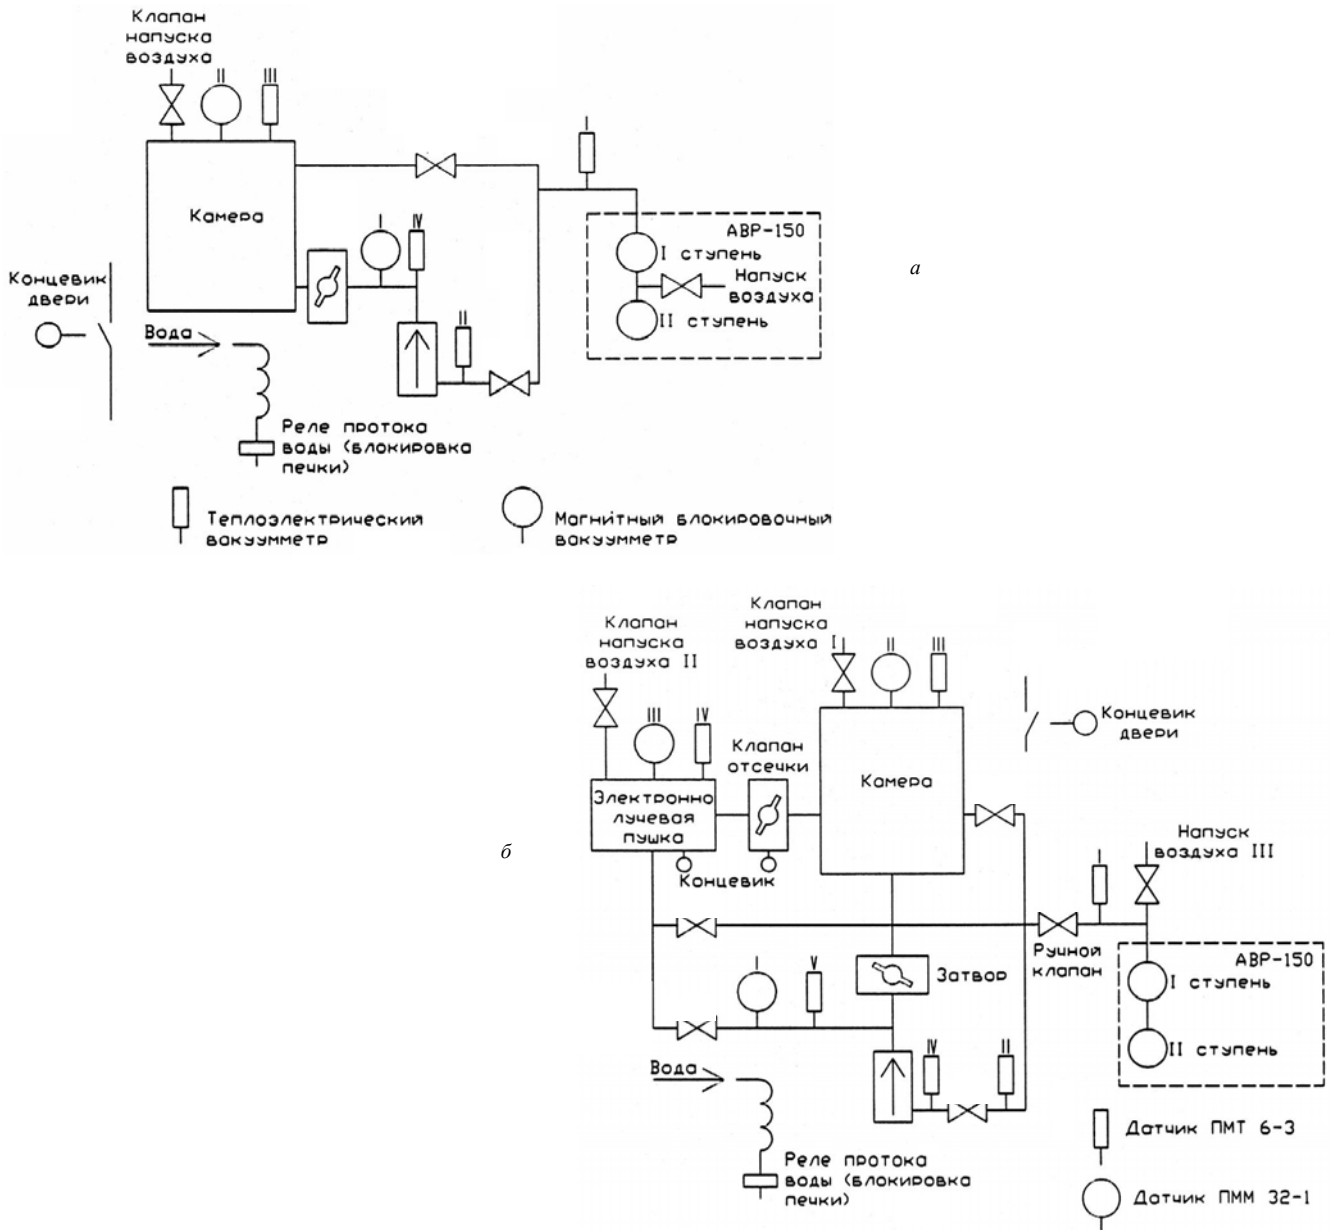 Клапан
напуска
воздуха
II
III
I
Камера
I
IV
АВР-150
I ступень
Напуск
воздуха
II ступень
а
Концевик
двери
Вода
II
Реле протока
воды (блокировка
печки)
Теплоэлектрический
вакуумметр
Магнитный блокировочный
вакуумметр
Клапан
напуска
воздуха II
Клапан
напуска
воздуха I
II
III
III
IV
Клапан
отсечки
Концевик
двери
Камера
Электронно
лучевая
пушка
б
Концевик
I
Напуск
воздуха III
Ручной
клапан
АВР-150
I ступень
II ступень
I
V
Затвор
Вода
IV
II
Реле протока
воды (блокировка
печки)
Датчик ПМТ 6-3
Датчик ПММ 32-1